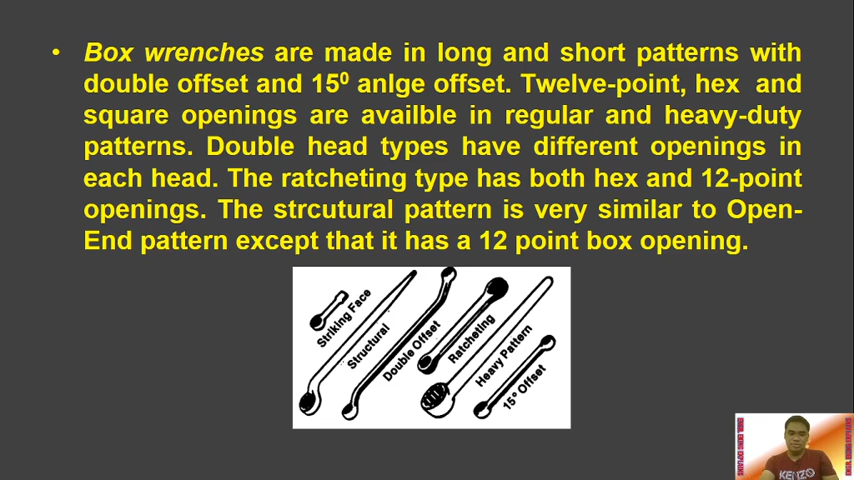 • Box wrenches are made in long and short patterns with
double offset and 15⁰ anlge offset. Twelve-point, hex and
square openings are availble in regular and heavy-duty
patterns. Double head types have different openings in
each head. The ratcheting type has both hex and 12-point
openings. The strcutural pattern is very similar to Open-
End pattern except that it has a 12 point box opening.
Striking Face
Structural
Double Offset
Ratcheting
Heavy Pattern
15° Offset
KENZO